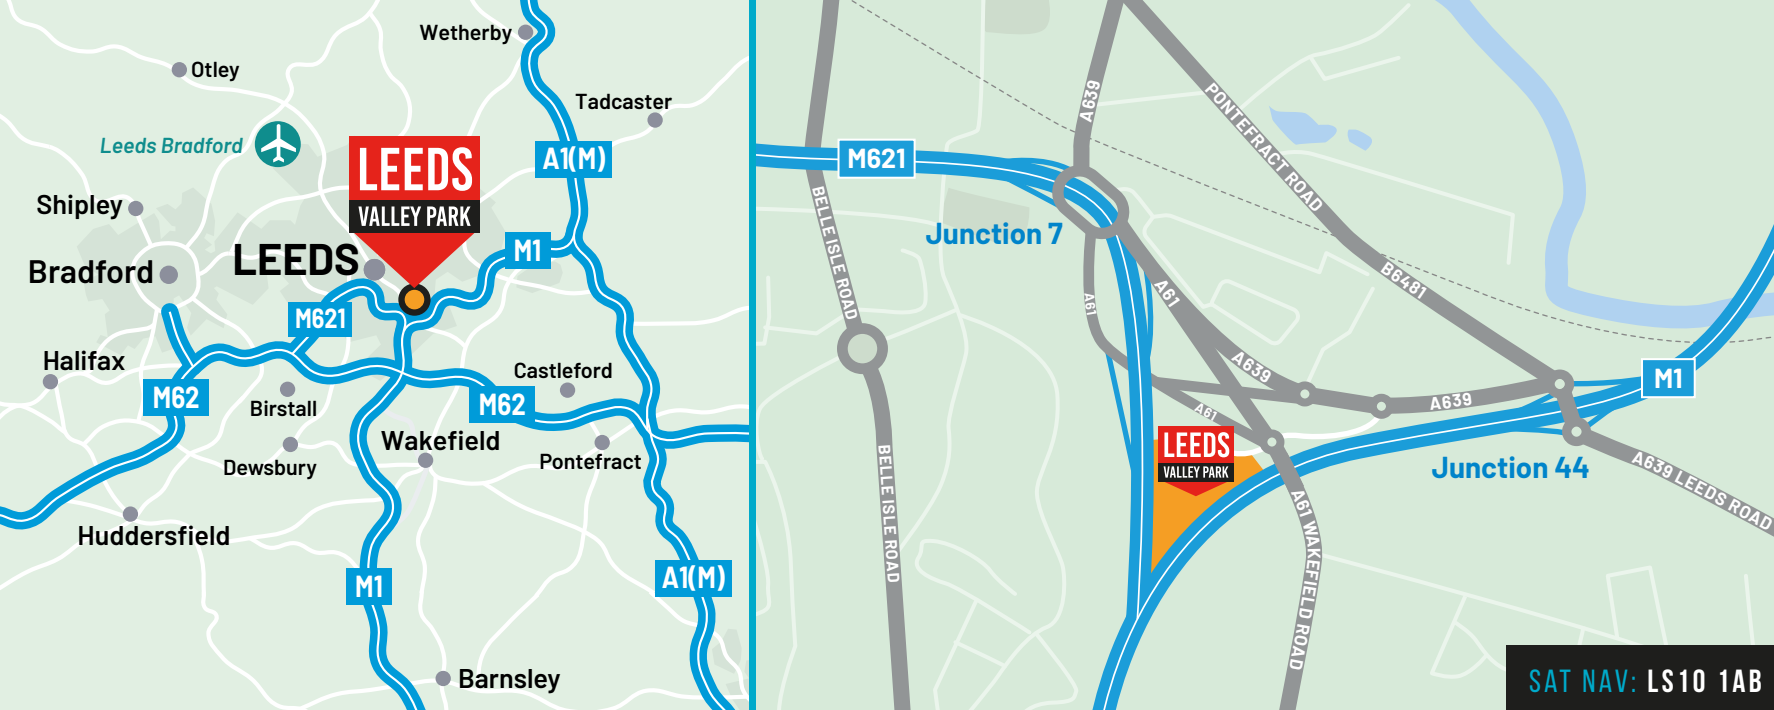 Wetherby
Otley
Tadcaster
Leeds Bradford
A1(M)
LEEDS
VALLEY PARK
Shipley
M1
LEEDS
Bradford
M621
Halifax
Castleford
M62
Birstall
M62
Wakefield
Dewsbury
Pontefract
Huddersfield
M1
A1(M)
Barnsley
A639
PONTEFRACT ROAD
M621
BELLE ISLE ROAD
Junction 7
A61
A61
B6481
A639
M1
A639
A61
LEEDS
VALLEY PARK
Junction 44
A639 LEEDS ROAD
BELLE ISLE ROAD
A61 WAKEFIELD ROAD
SAT NAV: LS10 1AB